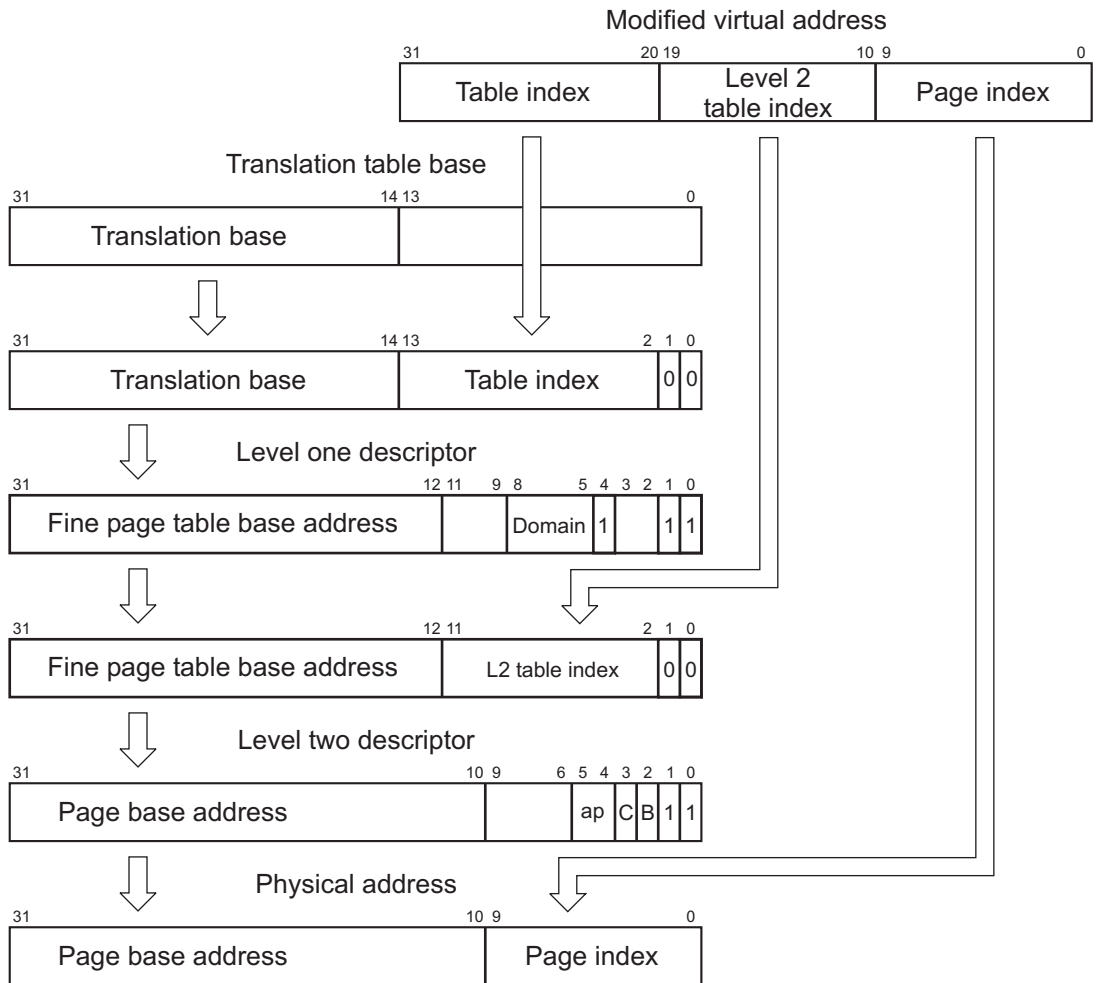 Modified virtual address
31 20 19 10 9 0
Table index Level 2 table index Page index
Translation table base
31 14 13 0
Translation base
31 14 13 2 1 0
Translation base Table index 0 0
Level one descriptor
31 12 11 9 8 5 4 3 2 1 0
Fine page table base address Domain 1 1 1
31 12 11 2 1 0
Fine page table base address L2 table index 0 0
Level two descriptor
31 10 9 6 5 4 3 2 1 0
Page base address ap C B 1 1
Physical address
31 10 9 0
Page base address Page index